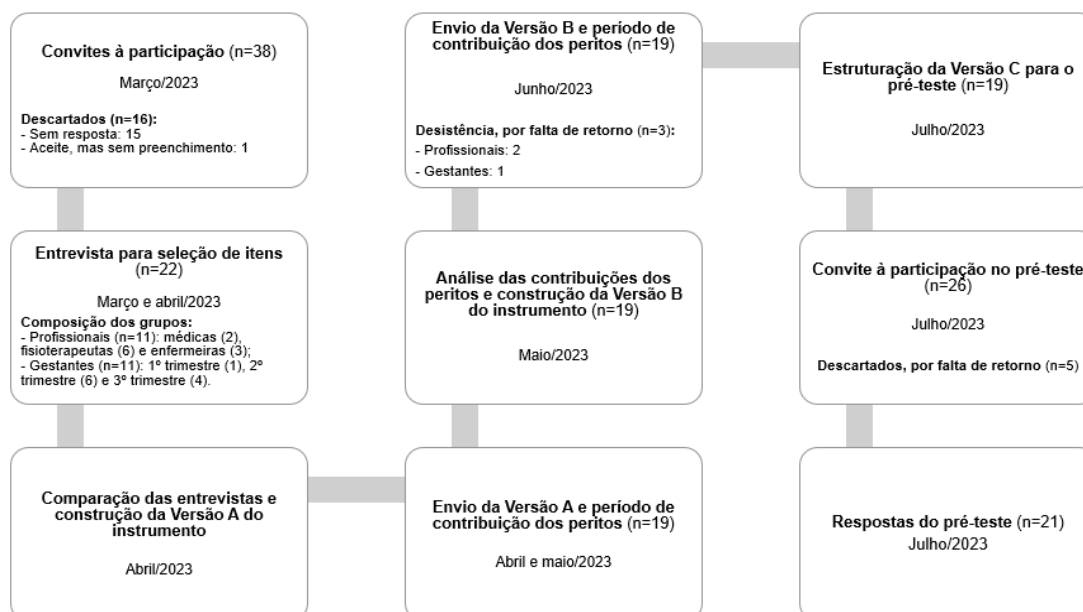 Convites à participação (n=38)
Março/2023
Descartados (n=16):
- Sem resposta: 15
- Aceite, mas sem preenchimento: 1
Entrevista para seleção de itens
(n=22)
Março e abril/2023
Composição dos grupos:
- Profissionais (n=11): médicas (2),
fisioterapeutas (6) e enfermeiras (3);
- Gestantes (n=11): 1º trimestre (1), 2º
trimestre (6) e 3º trimestre (4).
Comparação das entrevistas e
construção da Versão A do
instrumento
Abril/2023
Envio da Versão A e período de
contribuição dos peritos (n=19)
Abril e maio/2023
Análise das contribuições dos
peritos e construção da Versão B
do instrumento (n=19)
Maio/2023
Envio da Versão B e período de
contribuição dos peritos (n=19)
Junho/2023
Desistência, por falta de retorno (n=3):
- Profissionais: 2
- Gestantes: 1
Estruturação da Versão C para o
pré-teste (n=19)
Julho/2023
Convite à participação no pré-teste
(n=26)
Julho/2023
Descartados, por falta de retorno (n=5)
Respostas do pré-teste (n=21)
Julho/2023